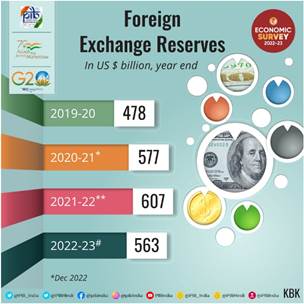 Foreign
Exchange Reserves
In US $ billion, year end
ECONOMIC
SURVEY
2022-23
G20
2019-20 478
2020-21* 577
2021-22** 607
2022-23# 563
*Dec 2022
KBK